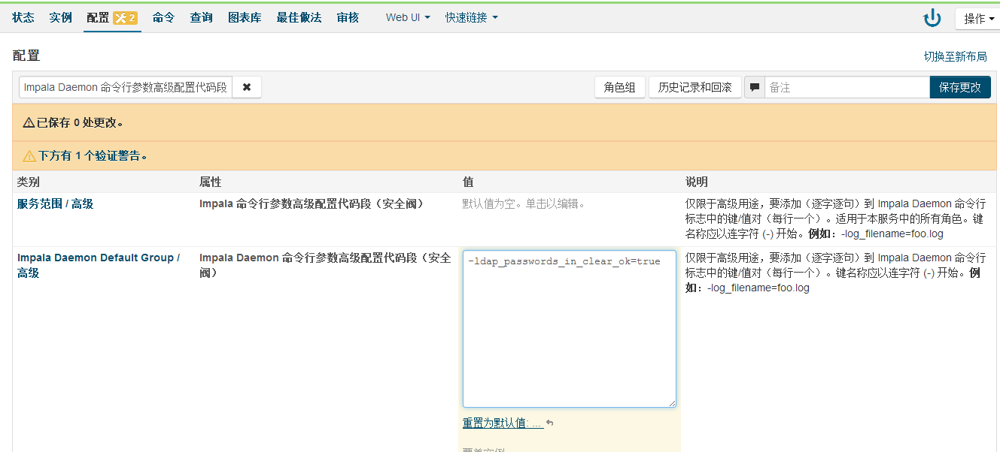 状态 实例 配置 2 命令 查询 图表库 最佳做法 审核 Web UI 快速链接 操作
配置 切换至新布局
Impala Daemon 命令行参数高级配置代码段 角色组 历史记录和回滚 备注 保存更改
已保存 0 处更改。
下方有 1 个验证警告。
类别 属性 值 说明
服务范围 / 高级
Impala 命令行参数高级配置代码段（安全阀）
默认值为空。单击以编辑。
仅限于高级用途，要添加（逐字逐句）到 Impala Daemon 命令行
标志中的键/值对（每行一个）。适用于本服务中的所有角色。键
名称应以连字符 (-) 开始。例如：-log_filename=foo.log
Impala Daemon Default Group /
高级
Impala Daemon 命令行参数高级配置代码段（安全
阀）
-ldap_passwords_in_clear_ok=true
仅限于高级用途，要添加（逐字逐句）到 Impala Daemon 命令行
标志中的键/值对（每行一个）。键名称应以连字符 (-) 开始。例
如：-log_filename=foo.log
重置为默认值: ...